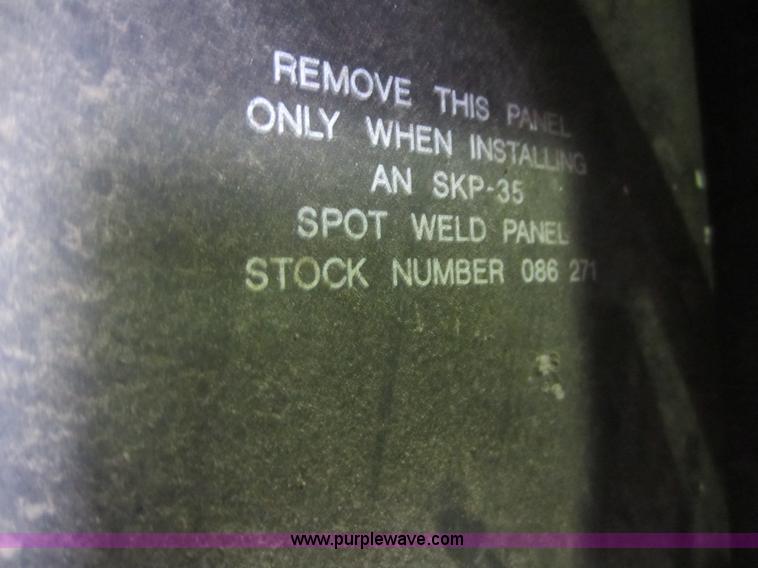 REMOVE THIS PANEL
ONLY WHEN INSTALLING
AN SKP-35
SPOT WELD PANEL
STOCK NUMBER 086 271
www.purplewave.com